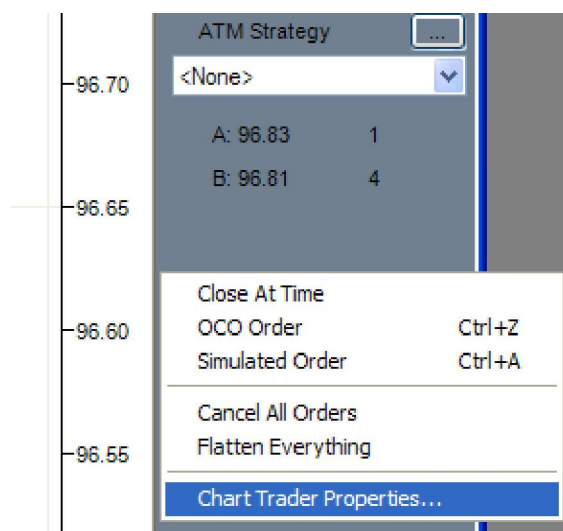 ATM Strategy ...
96.70
<None>
A: 96.83 1
B: 96.81 4
96.65
Close At Time
96.60
OCO Order Ctrl+Z
Simulated Order Ctrl+A
Cancel All Orders
Flatten Everything
96.55
Chart Trader Properties...